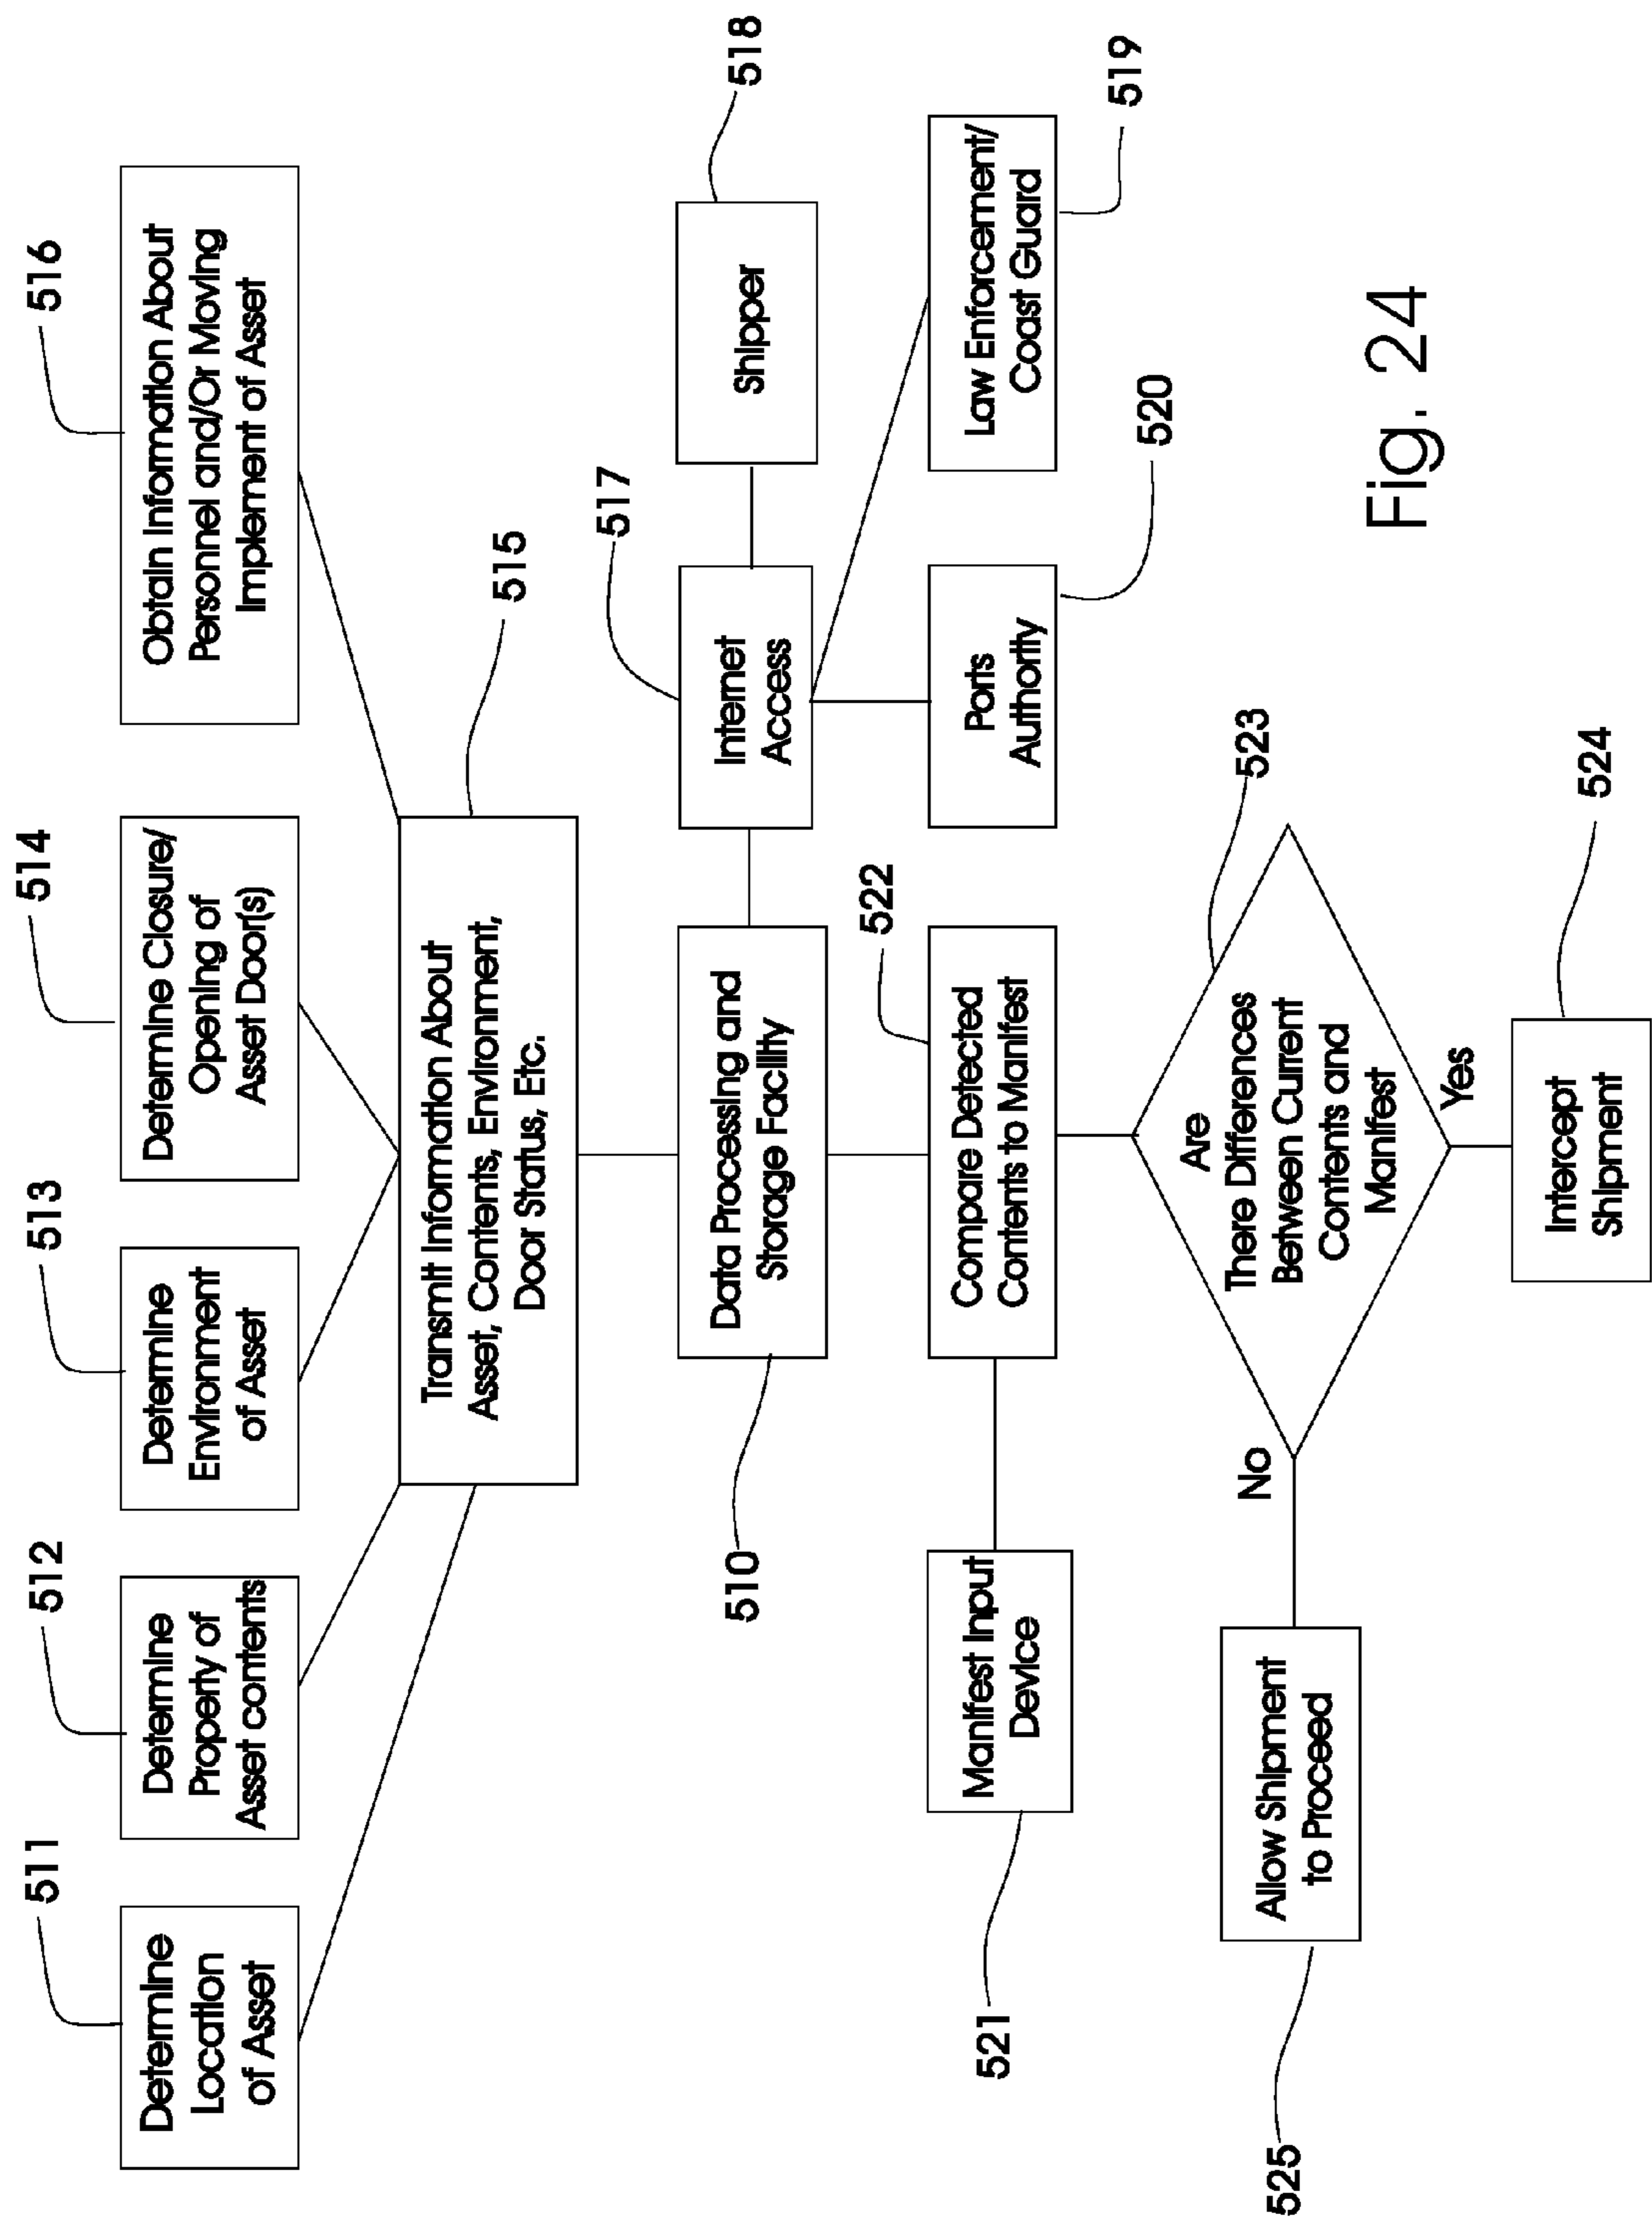 511
512
513
514
516
Determine
Location
of Asset
Determine
Property of
Asset contents
Determine
Environment
of Asset
Determine Closure/
Opening of
Asset Door(s)
Obtain Information About
Personnel and/Or Moving
Implement of Asset
515
Transmit Information About
Asset, Contents, Environment,
Door Status, Etc.
510
Data Processing and
Storage Facility
517
Internet
Access
518
Shipper
521
Manifest Input
Device
522
Compare Detected
Contents to Manifest
520
Ports
Authority
519
Law Enforcement/
Coast Guard
523
Are
There Differences
Between Current
Contents and
Manifest
No
Yes
525
Allow Shipment
to Proceed
524
Intercept
Shipment
Fig. 24